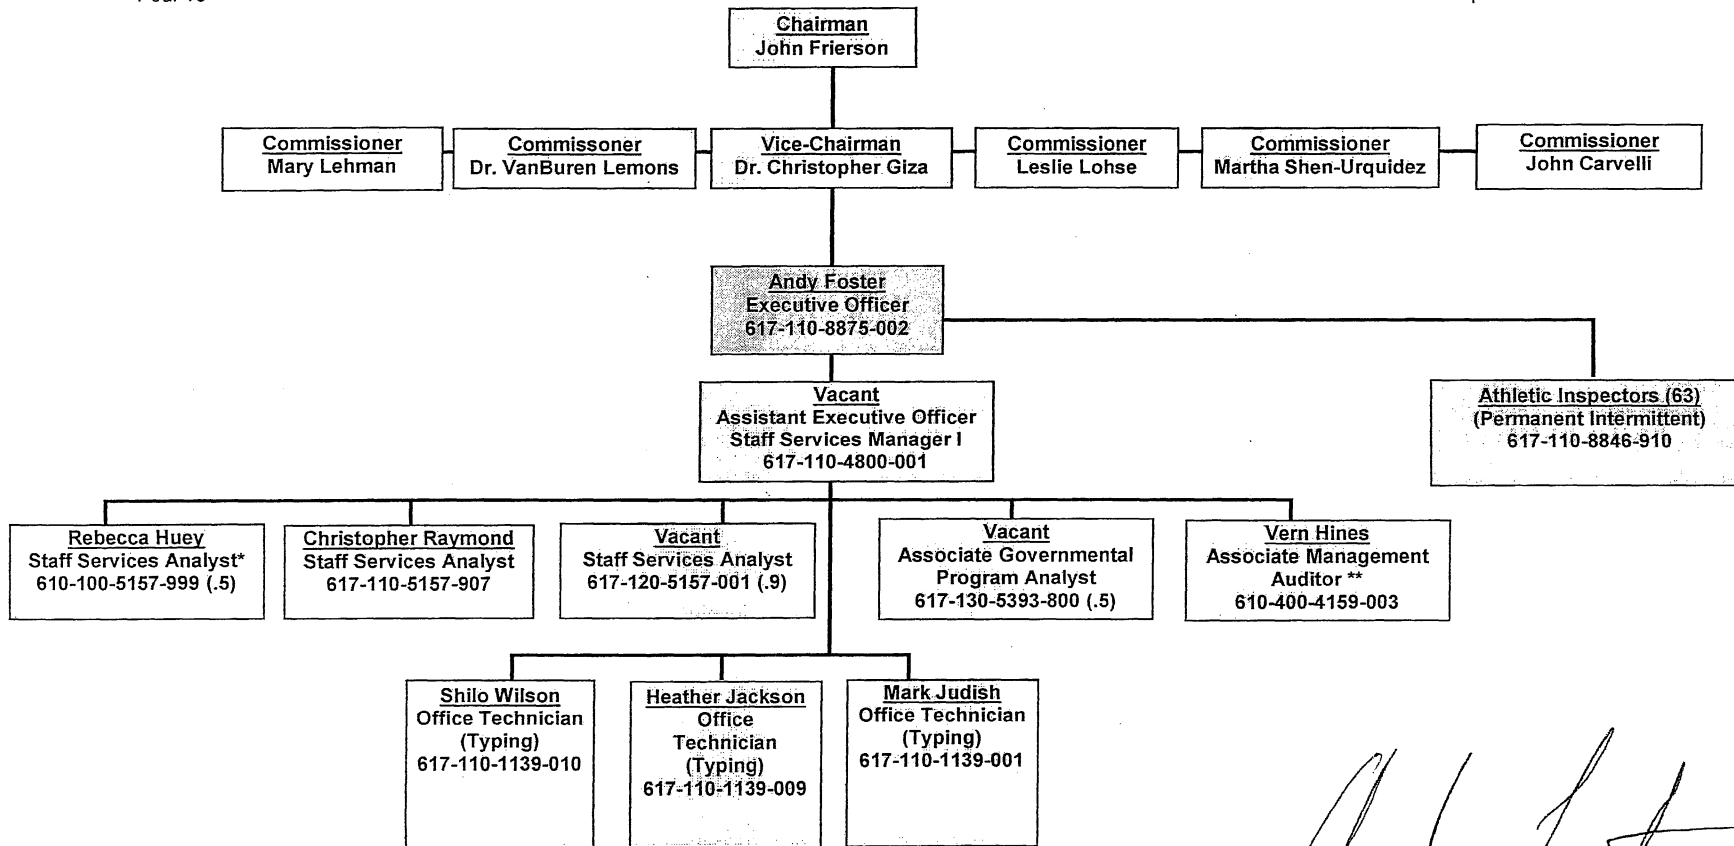 Chairman
John Frierson
Commissioner
Mary Lehman
Commissoner
Dr. VanBuren Lemons
Vice-Chairman
Dr. Christopher Giza
Commissioner
Leslie Lohse
Commissioner
Martha Shen-Urquidez
Commissioner
John Carvelli
Andy Foster
Executive Officer
617-110-8875-002
Vacant
Assistant Executive Officer
Staff Services Manager I
617-110-4800-001
Athletic Inspectors (63)
(Permanent Intermittent)
617-110-8846-910
Rebecca Huey
Staff Services Analyst*
610-100-5157-999 (.5)
Christopher Raymond
Staff Services Analyst
617-110-5157-907
Vacant
Staff Services Analyst
617-120-5157-001 (.9)
Vacant
Associate Governmental
Program Analyst
617-130-5393-800 (.5)
Vern Hines
Associate Management
Auditor **
610-400-4159-003
Shilo Wilson
Office Technician
(Typing)
617-110-1139-010
Heather Jackson
Office
Technician
(Typing)
617-110-1139-009
Mark Judish
Office Technician
(Typing)
617-110-1139-001